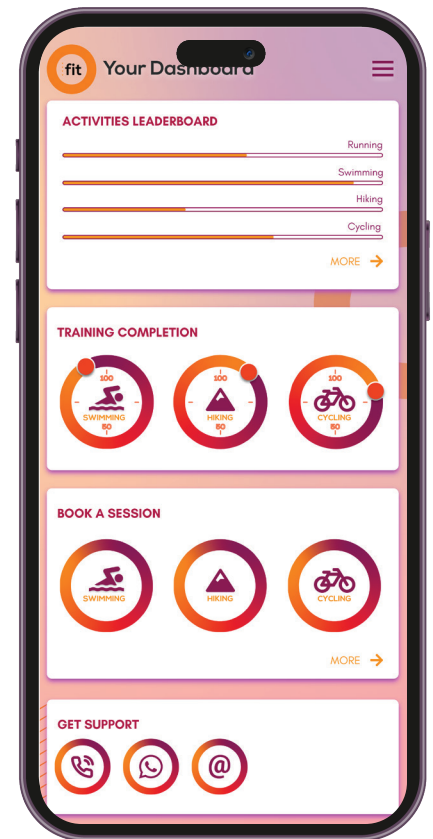 fit Your Dashboard
ACTIVITIES LEADERBOARD
Running
Swimming
Hiking
Cycling
MORE
TRAINING COMPLETION
100 100 100
SWIMMING HIKING CYCLING
50 50 50
BOOK A SESSION
SWIMMING HIKING CYCLING
MORE
GET SUPPORT
@